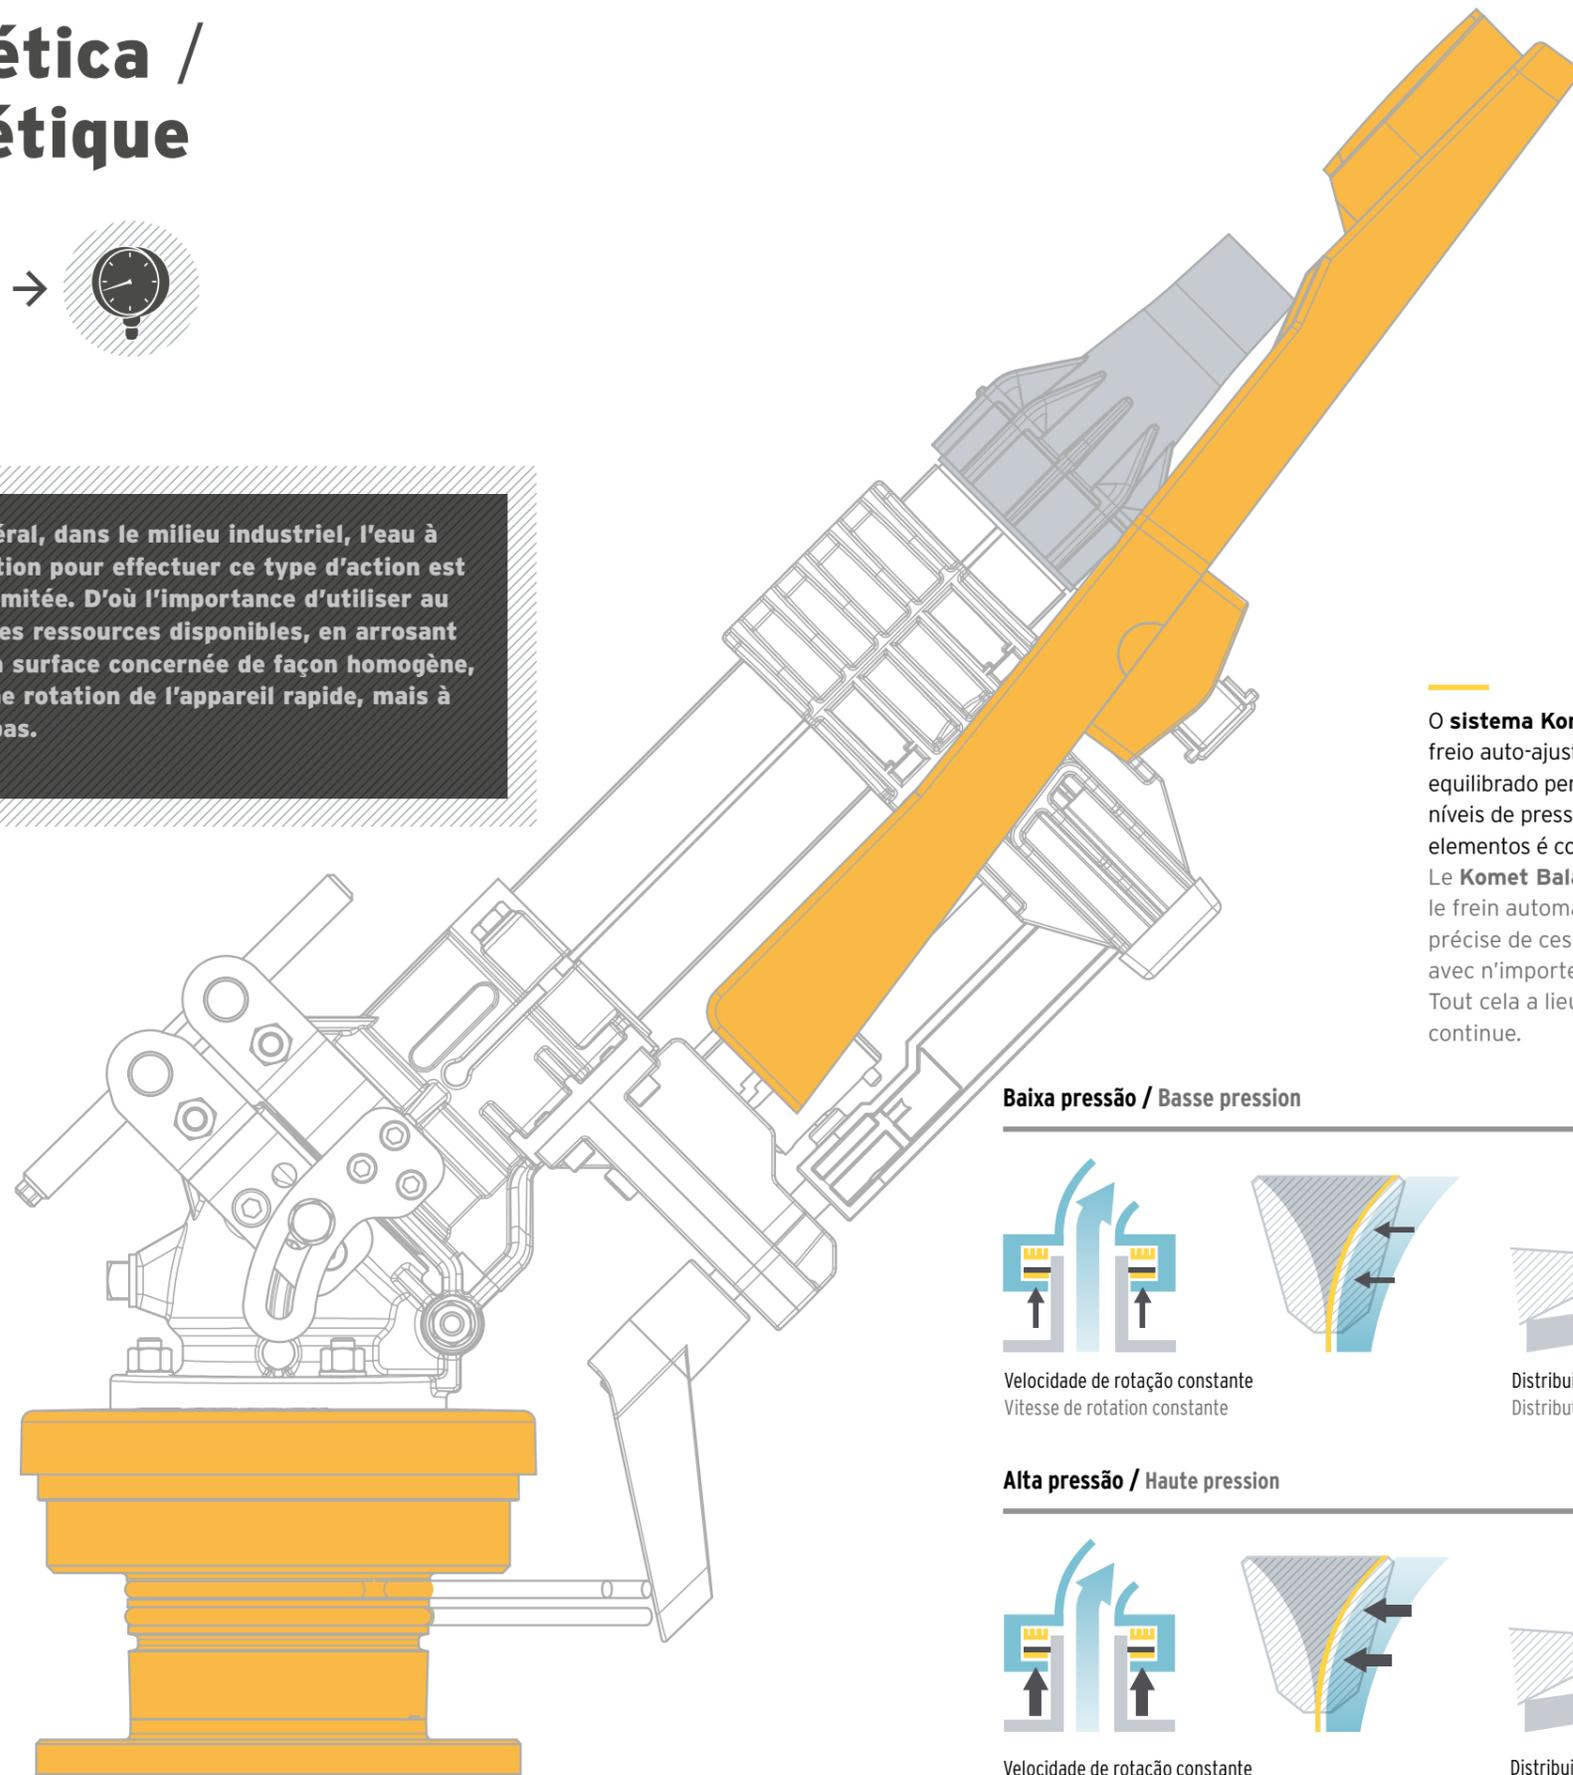 ética /
étique
éral, dans le milieu industriel, l'eau à
tion pour effectuer ce type d'action est
mitée. D'où l'importance d'utiliser au
es ressources disponibles, en arrosant
a surface concernée de façon homogène,
e rotation de l'appareil rapide, mais à
pas.
O sistema Kom
freio auto-ajust
equilibrado per
níveis de press
elementos é co
Le Komet Bala
le frein automa
précise de ces
avec n'importe
Tout cela a lieu
continue.
Baixa pressão / Basse pression
Velocidade de rotação constante
Vitesse de rotation constante
Distribui
Distribut
Alta pressão / Haute pression
Velocidade de rotação constante
Distribui